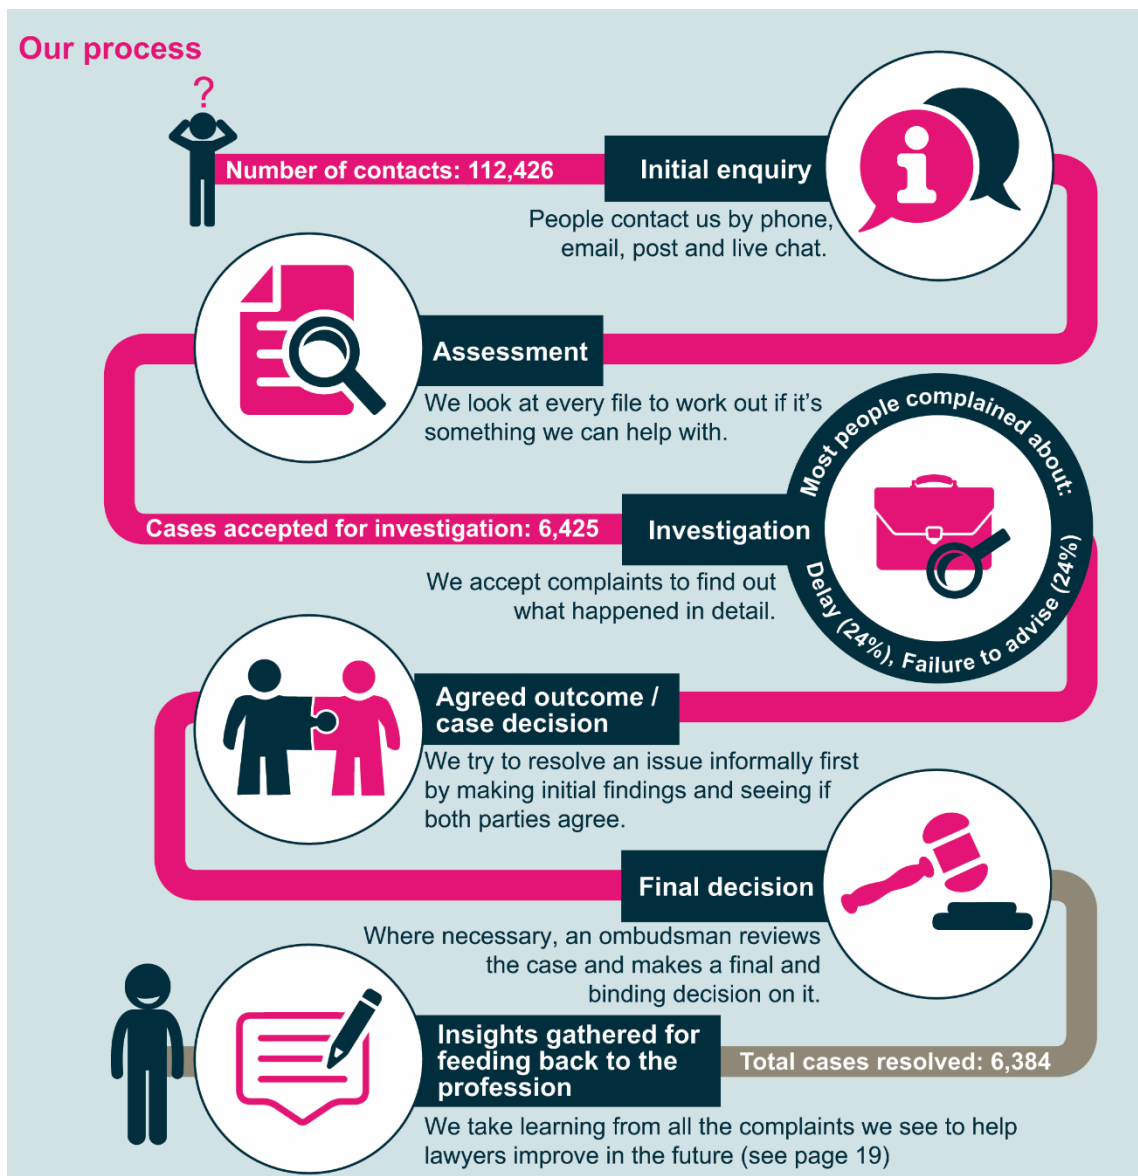 Our process
?
Number of contacts: 112,426
Initial enquiry
i
People contact us by phone,
email, post and live chat.
Assessment
We look at every file to work out if it’s
something we can help with.
Most people complained about:
Delay (24%), Failure to advise (24%)
Cases accepted for investigation: 6,425
Investigation
We accept complaints to find out
what happened in detail.
Agreed outcome /
case decision
We try to resolve an issue informally first
by making initial findings and seeing if
both parties agree.
Final decision
Where necessary, an ombudsman reviews
the case and makes a final and
binding decision on it.
Insights gathered for
feeding back to the
profession
Total cases resolved: 6,384
We take learning from all the complaints we see to help
lawyers improve in the future (see page 19)